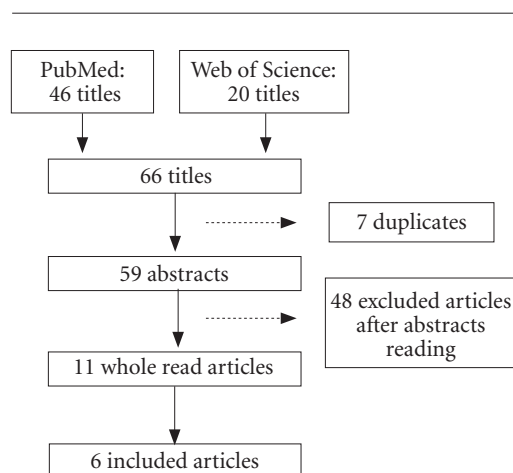 PubMed:
46 titles
Web of Science:
20 titles
66 titles
7 duplicates
59 abstracts
48 excluded articles
after abstracts
reading
11 whole read articles
6 included articles